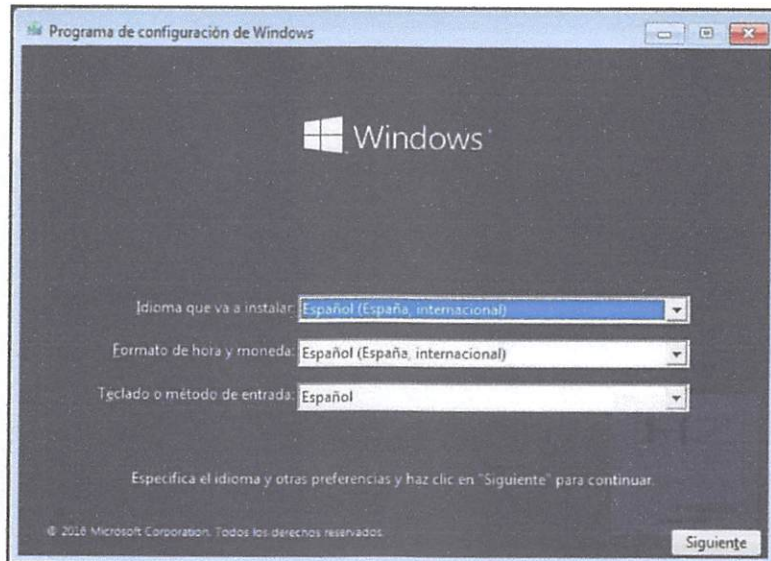 Programa de configuración de Windows
Windows
Idioma que va a instalar: Español (España, internacional)
Formato de hora y moneda: Español (España, internacional)
Teclado o método de entrada: Español
Especifica el idioma y otras preferencias y haz clic en "Siguiente" para continuar.
© 2016 Microsoft Corporation. Todos los derechos reservados.
Siguiente